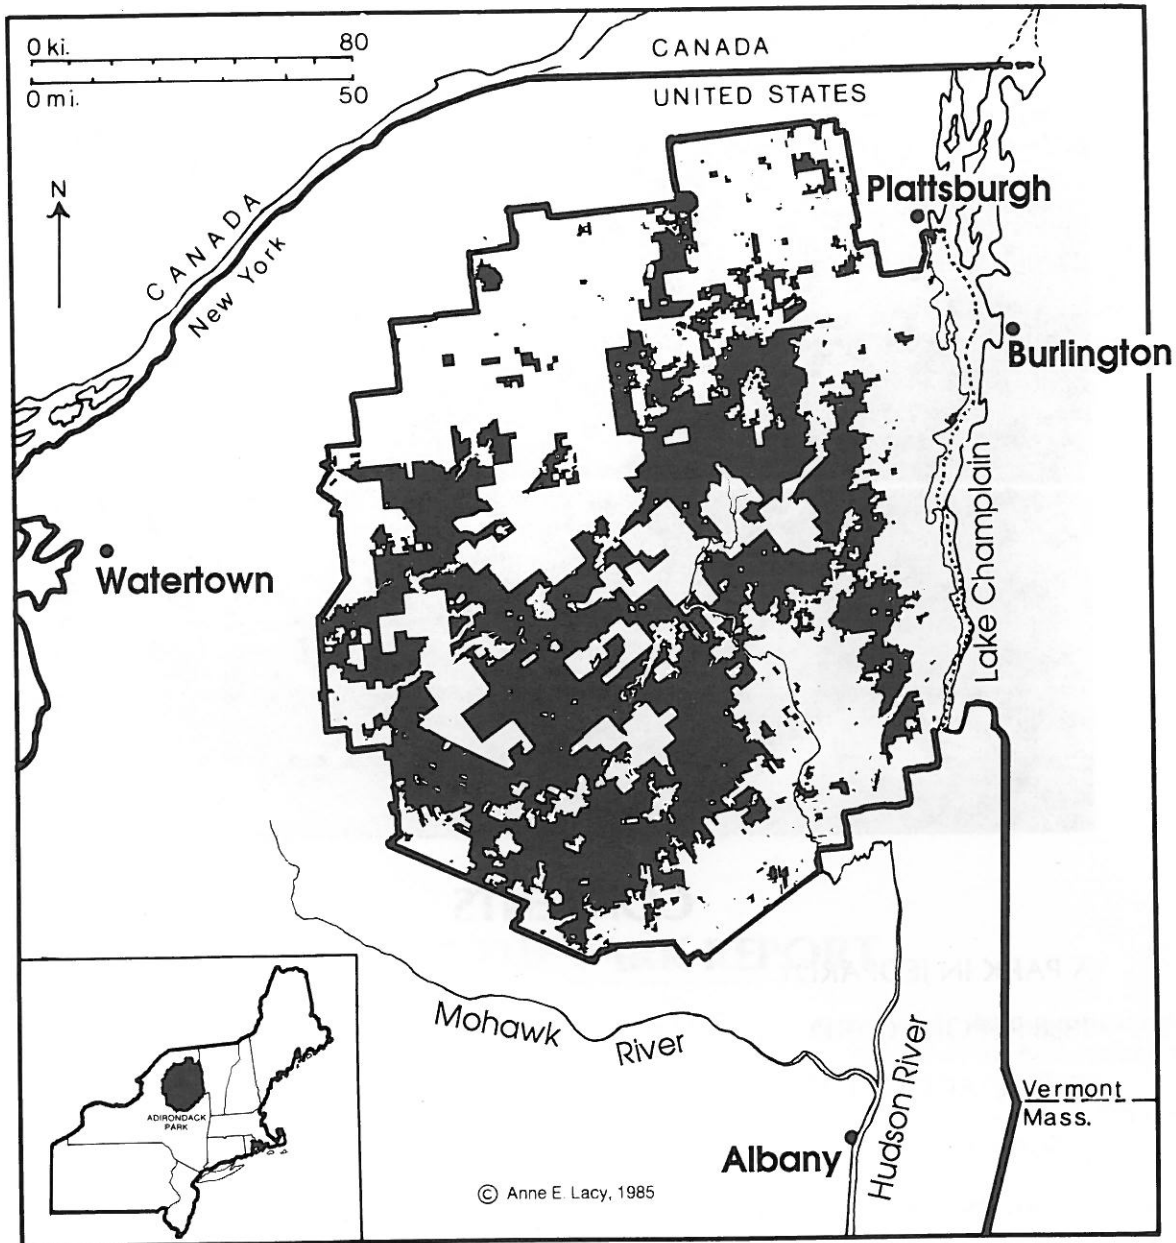 0 ki. 80
0 mi. 50
CANADA
UNITED STATES
N
CANADA
New York
Plattsburgh
Burlington
Watertown
Lake Champlain
Mohawk River
Hudson River
Vermont
Mass.
Albany
ADIRONDACK
PARK
© Anne E. Lacy, 1985